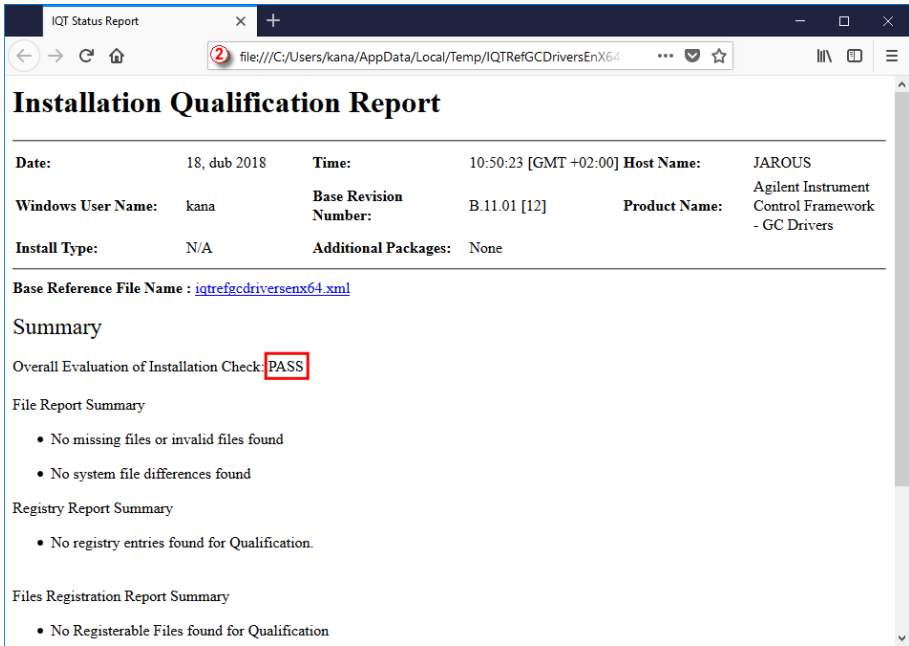 IQT Status Report
2 file:///C:/Users/kana/AppData/Local/Temp/IQTRefGCDriversEnX64
Installation Qualification Report
Date: 18, dub 2018 Time: 10:50:23 [GMT +02:00] Host Name: JAROUS
Windows User Name: kana Base Revision Number: B.11.01 [12] Product Name: Agilent Instrument Control Framework - GC Drivers
Install Type: N/A Additional Packages: None
Base Reference File Name : iqtrefgcdriversenx64.xml
Summary
Overall Evaluation of Installation Check: PASS
File Report Summary
• No missing files or invalid files found
• No system file differences found
Registry Report Summary
• No registry entries found for Qualification.
Files Registration Report Summary
• No Registerable Files found for Qualification